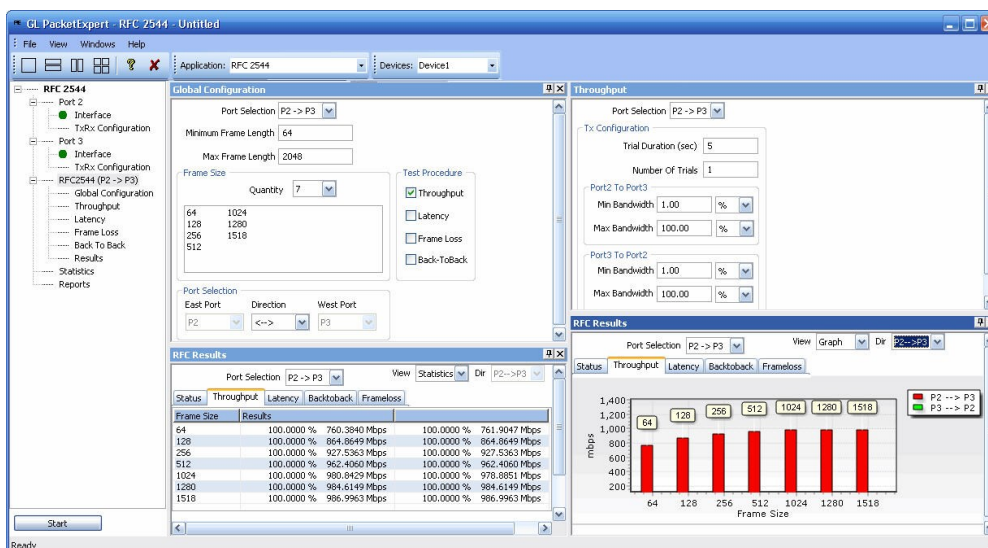 GL PacketExpert - RFC 2544 - Untitled
File View Windows Help
Application: RFC 2544 Devices: Device1
RFC 2544
Port 2
Interface
TxRx Configuration
Port 3
Interface
TxRx Configuration
RFC2544 (P2 -> P3)
Global Configuration
Throughput
Latency
Frame Loss
Back To Back
Results
Statistics
Reports
Start
Ready
Global Configuration
Port Selection P2 -> P3
Minimum Frame Length 64
Max Frame Length 2048
Frame Size
Quantity 7
64 1024
128 1280
256 1518
512
Test Procedure
Throughput
Latency
Frame Loss
Back-ToBack
Port Selection
East Port Direction West Port
P2 <--> P3
Throughput
Port Selection P2 -> P3
Tx Configuration
Trial Duration (sec) 5
Number Of Trials 1
Port2 To Port3
Min Bandwidth 1.00 %
Max Bandwidth 100.00 %
Port3 To Port2
Min Bandwidth 1.00 %
Max Bandwidth 100.00 %
RFC Results
Port Selection P2 -> P3 View Statistics Dir P2-->P3
Status Throughput Latency Backtoback Frameloss
Frame Size Results
64 100.0000 % 760.3840 Mbps 100.0000 % 761.9047 Mbps
128 100.0000 % 864.8649 Mbps 100.0000 % 864.8649 Mbps
256 100.0000 % 927.5363 Mbps 100.0000 % 927.5363 Mbps
512 100.0000 % 962.4060 Mbps 100.0000 % 962.4060 Mbps
1024 100.0000 % 980.8429 Mbps 100.0000 % 978.8851 Mbps
1280 100.0000 % 984.6149 Mbps 100.0000 % 984.6149 Mbps
1518 100.0000 % 986.9963 Mbps 100.0000 % 986.9963 Mbps
RFC Results
Port Selection P2 -> P3 View Graph Dir P2-->P3
Status Throughput Latency Backtoback Frameloss
1,400
1,200
1,000
800
600
400
200
mbps
64 128 256 512 1024 1280 1518
64 128 256 512 1024 1280 1518
Frame Size
P2 --> P3
P3 --> P2